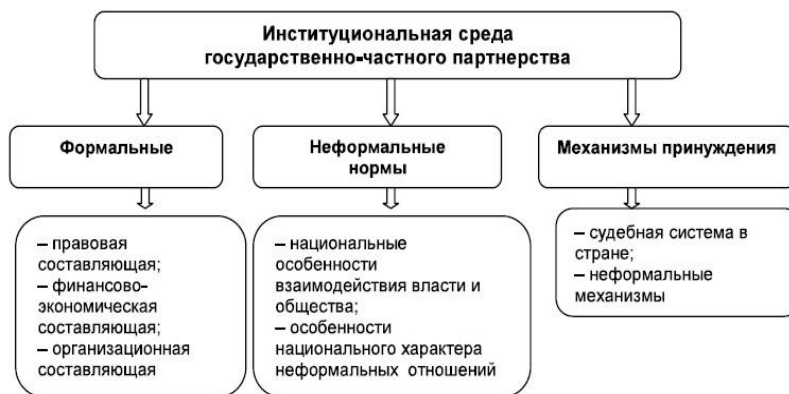 Институциональная среда
государственно-частного партнерства
Формальные
Неформальные
нормы
Механизмы принуждения
– правовая
составляющая;
– финансово-
экономическая
составляющая;
– организационная
составляющая
– национальные
особенности
взаимодействия власти и
общества;
– особенности
национального характера
неформальных отношений
– судебная система в
стране;
– неформальные
механизмы